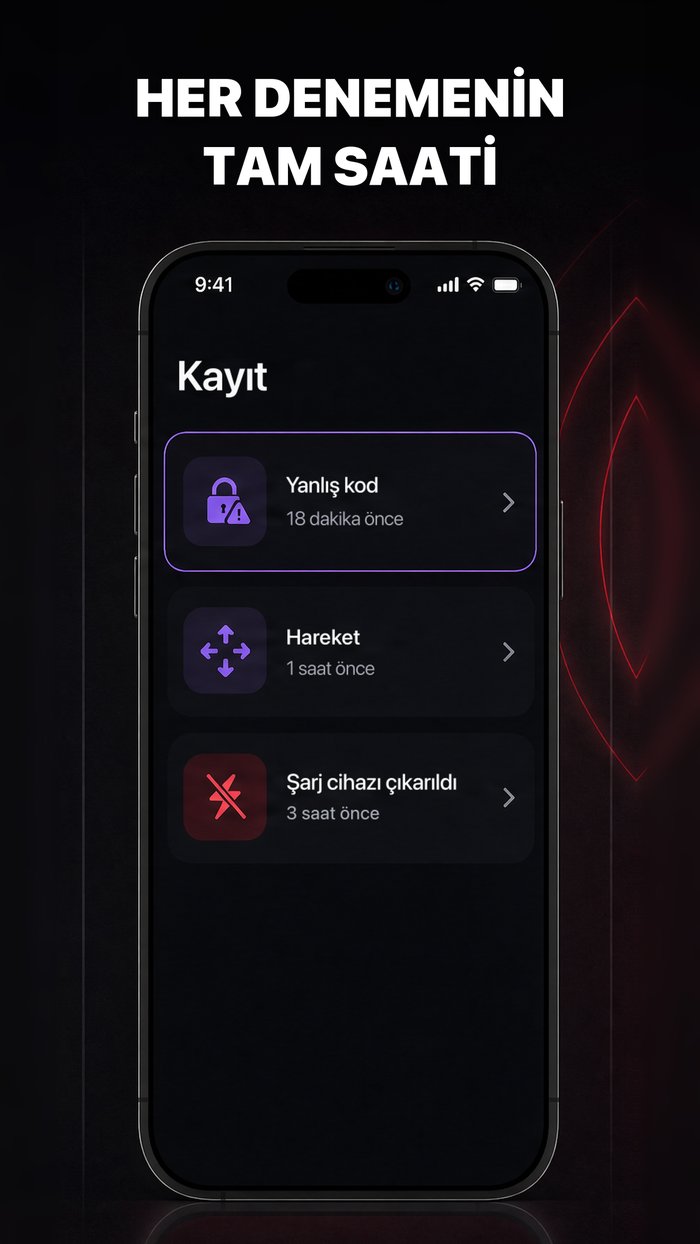 HER DENEMENİN
TAM SAATİ
9:41
Kayıt
Yanlış kod
18 dakika önce
Hareket
1 saat önce
Şarj cihazı çıkarıldı
3 saat önce